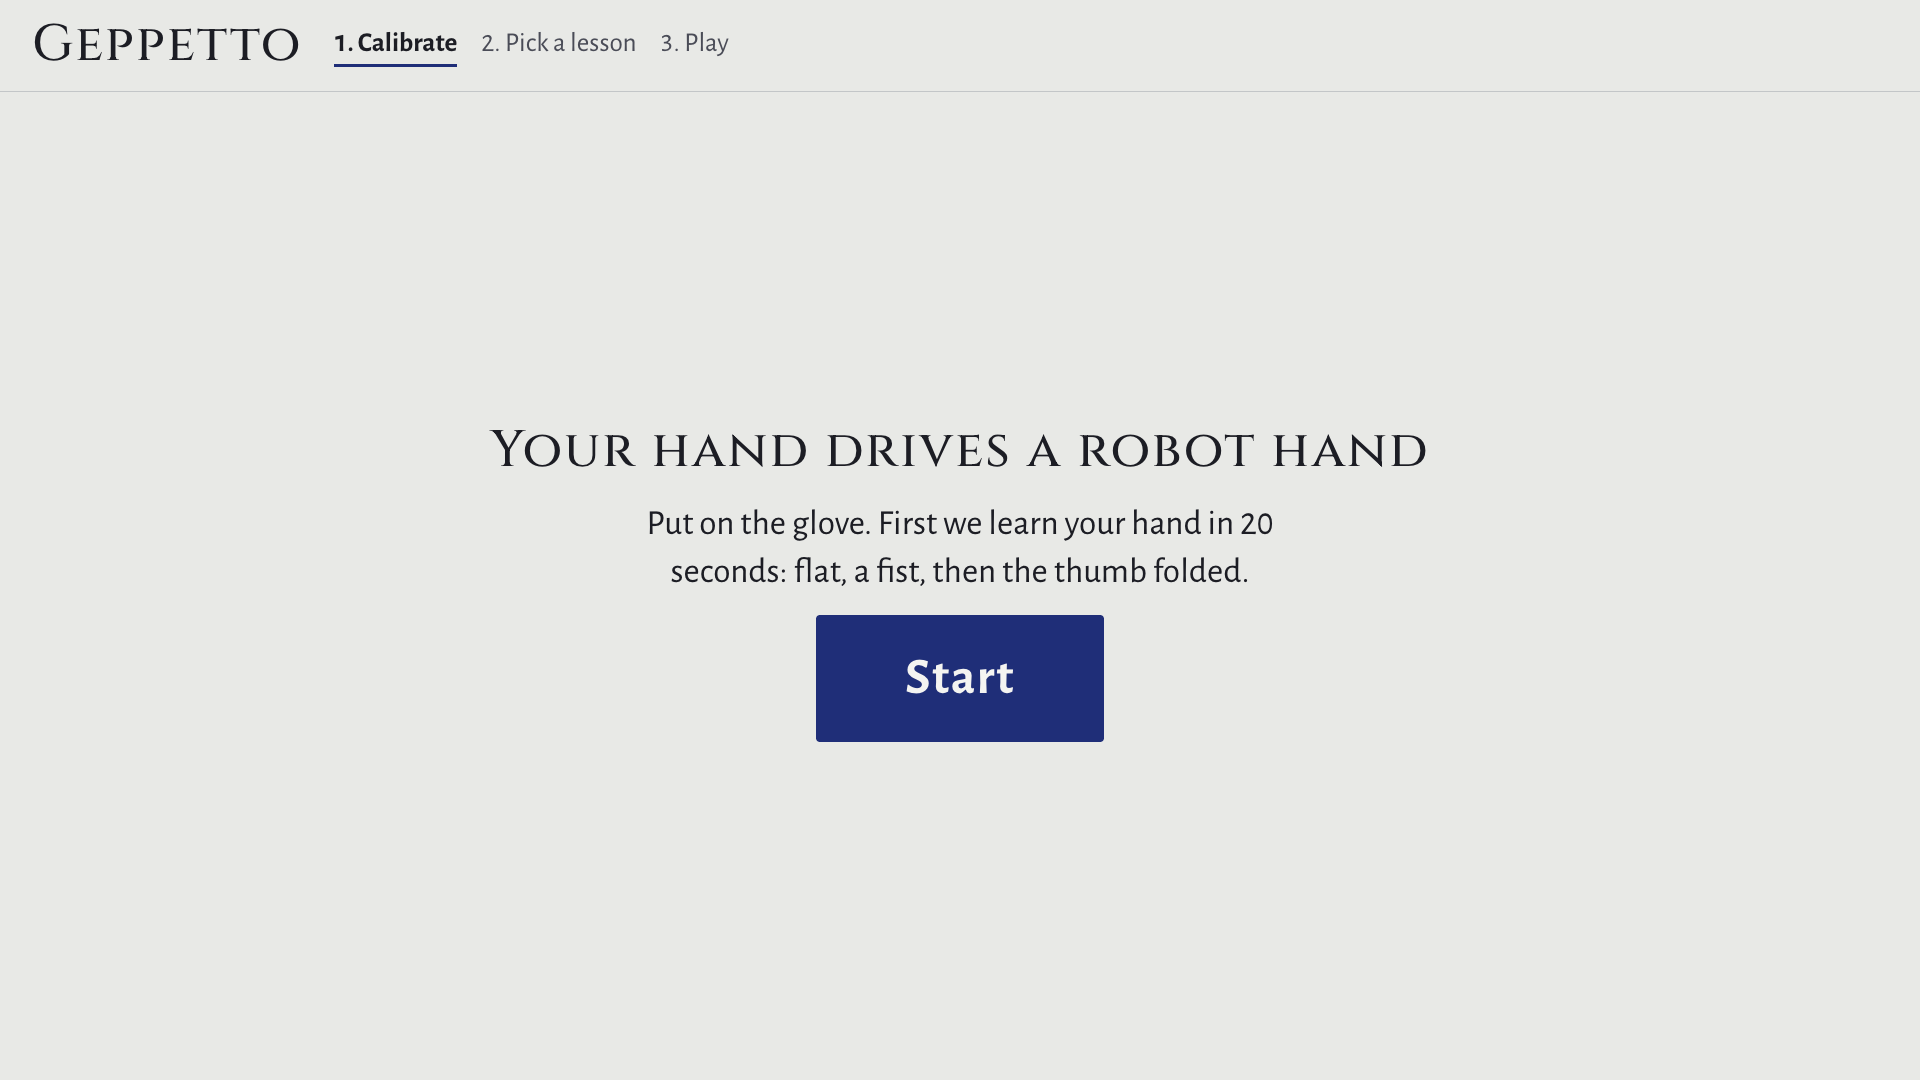 Geppetto
1. Calibrate 2. Pick a lesson 3. Play
Your hand drives a robot hand
Put on the glove. First we learn your hand in 20
seconds: flat, a fist, then the thumb folded.
Start